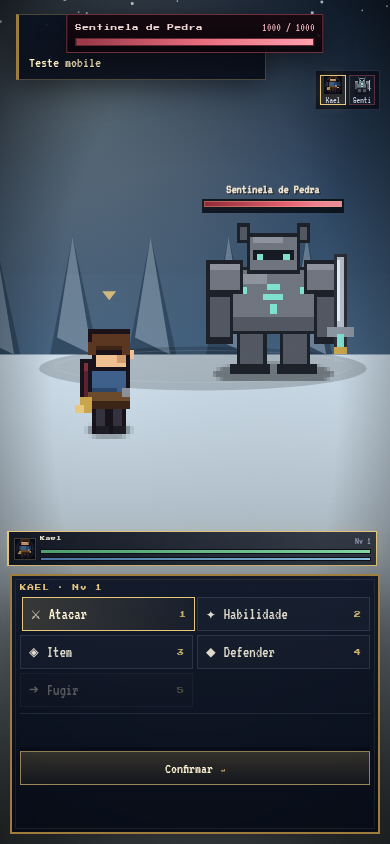 Sentinela de Pedra 1000 / 1000
Teste mobile
Kael Senti
Sentinela de Pedra
Kael Nv 1
KAEL · Nv 1
⚔ Atacar 1
✦ Habilidade 2
◈ Item 3
◆ Defender 4
➜ Fugir 5
Confirmar ↵